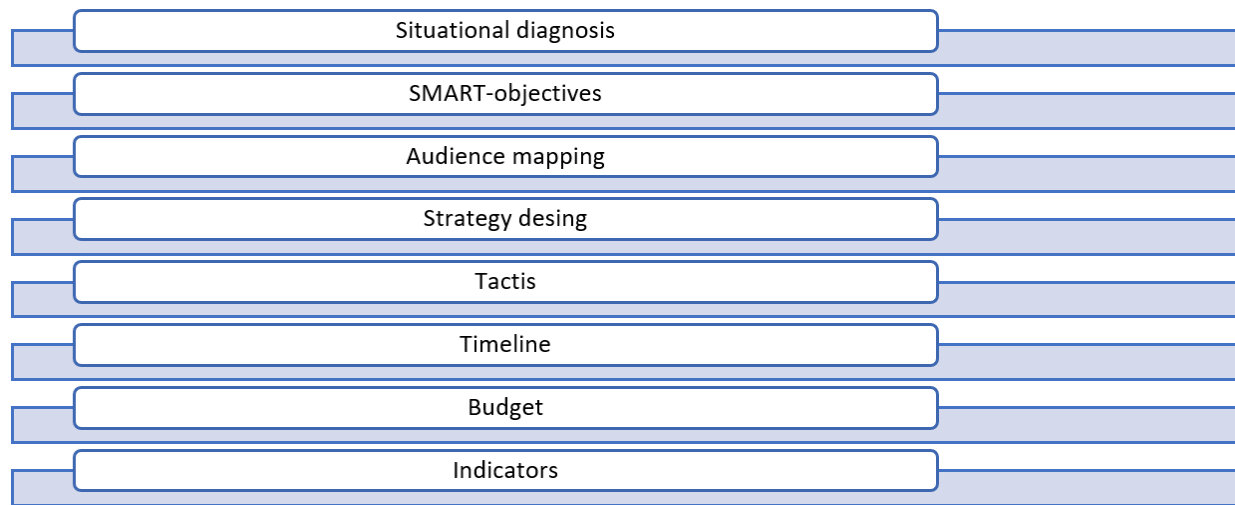 Situational diagnosis
SMART-objectives
Audience mapping
Strategy desing
Tactis
Timeline
Budget
Indicators